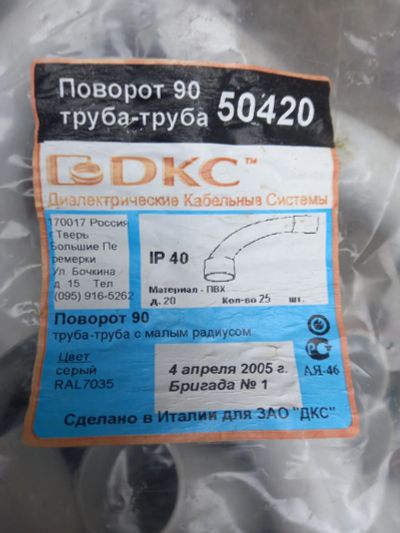 Поворот 90
труба-труба 50420
DKC™
Диэлектрические Кабельные Системы
170017 Россия
г.Тверь
Большие Пе
ремерки
Ул Бочкина
д 15 Тел
(095) 916-5262
IP 40
Материал - ПВХ
д. 20 Кол-во 25 шт.
Поворот 90
труба-труба с малым радиусом
Цвет
серый
RAL7035
4 апреля 2005 г.
Бригада № 1
АЯ-46
Сделано в Италии для ЗАО "ДКС"